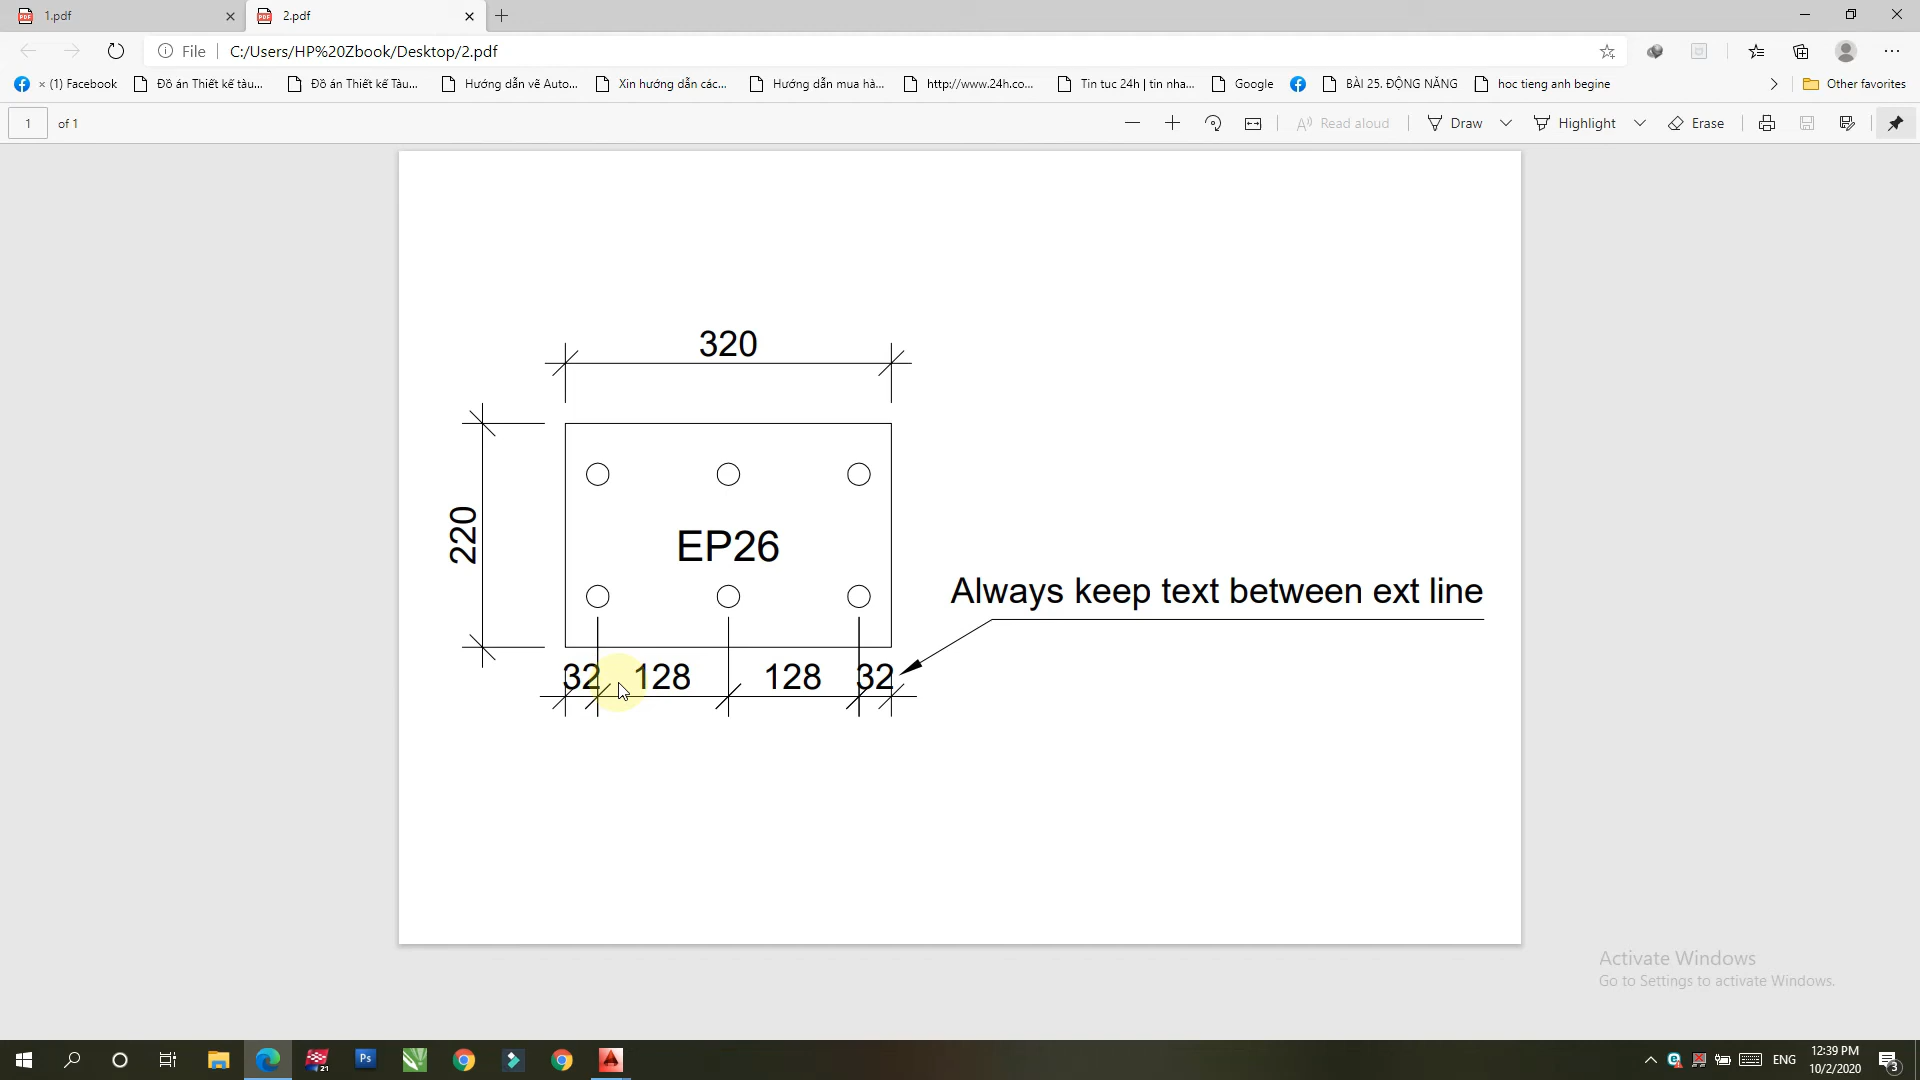 1.pdf
2.pdf
File
C:/Users/HP%20Zbook/Desktop/2.pdf
× (1) Facebook
Đồ án Thiết kế tàu...
Đồ án Thiết kế Tàu...
Hướng dẫn vẽ Auto...
Xin hướng dẫn các...
Hướng dẫn mua hà...
http://www.24h.co...
Tin tuc 24h | tin nha...
Google
BÀI 25. ĐỘNG NĂNG
hoc tieng anh begine
Other favorites
1 of 1
Read aloud
Draw
Highlight
Erase
320
220
EP26
Always keep text between ext line
32 128 128 32
Activate Windows
Go to Settings to activate Windows.
Ps
21
ENG
12:39 PM
10/2/2020
3